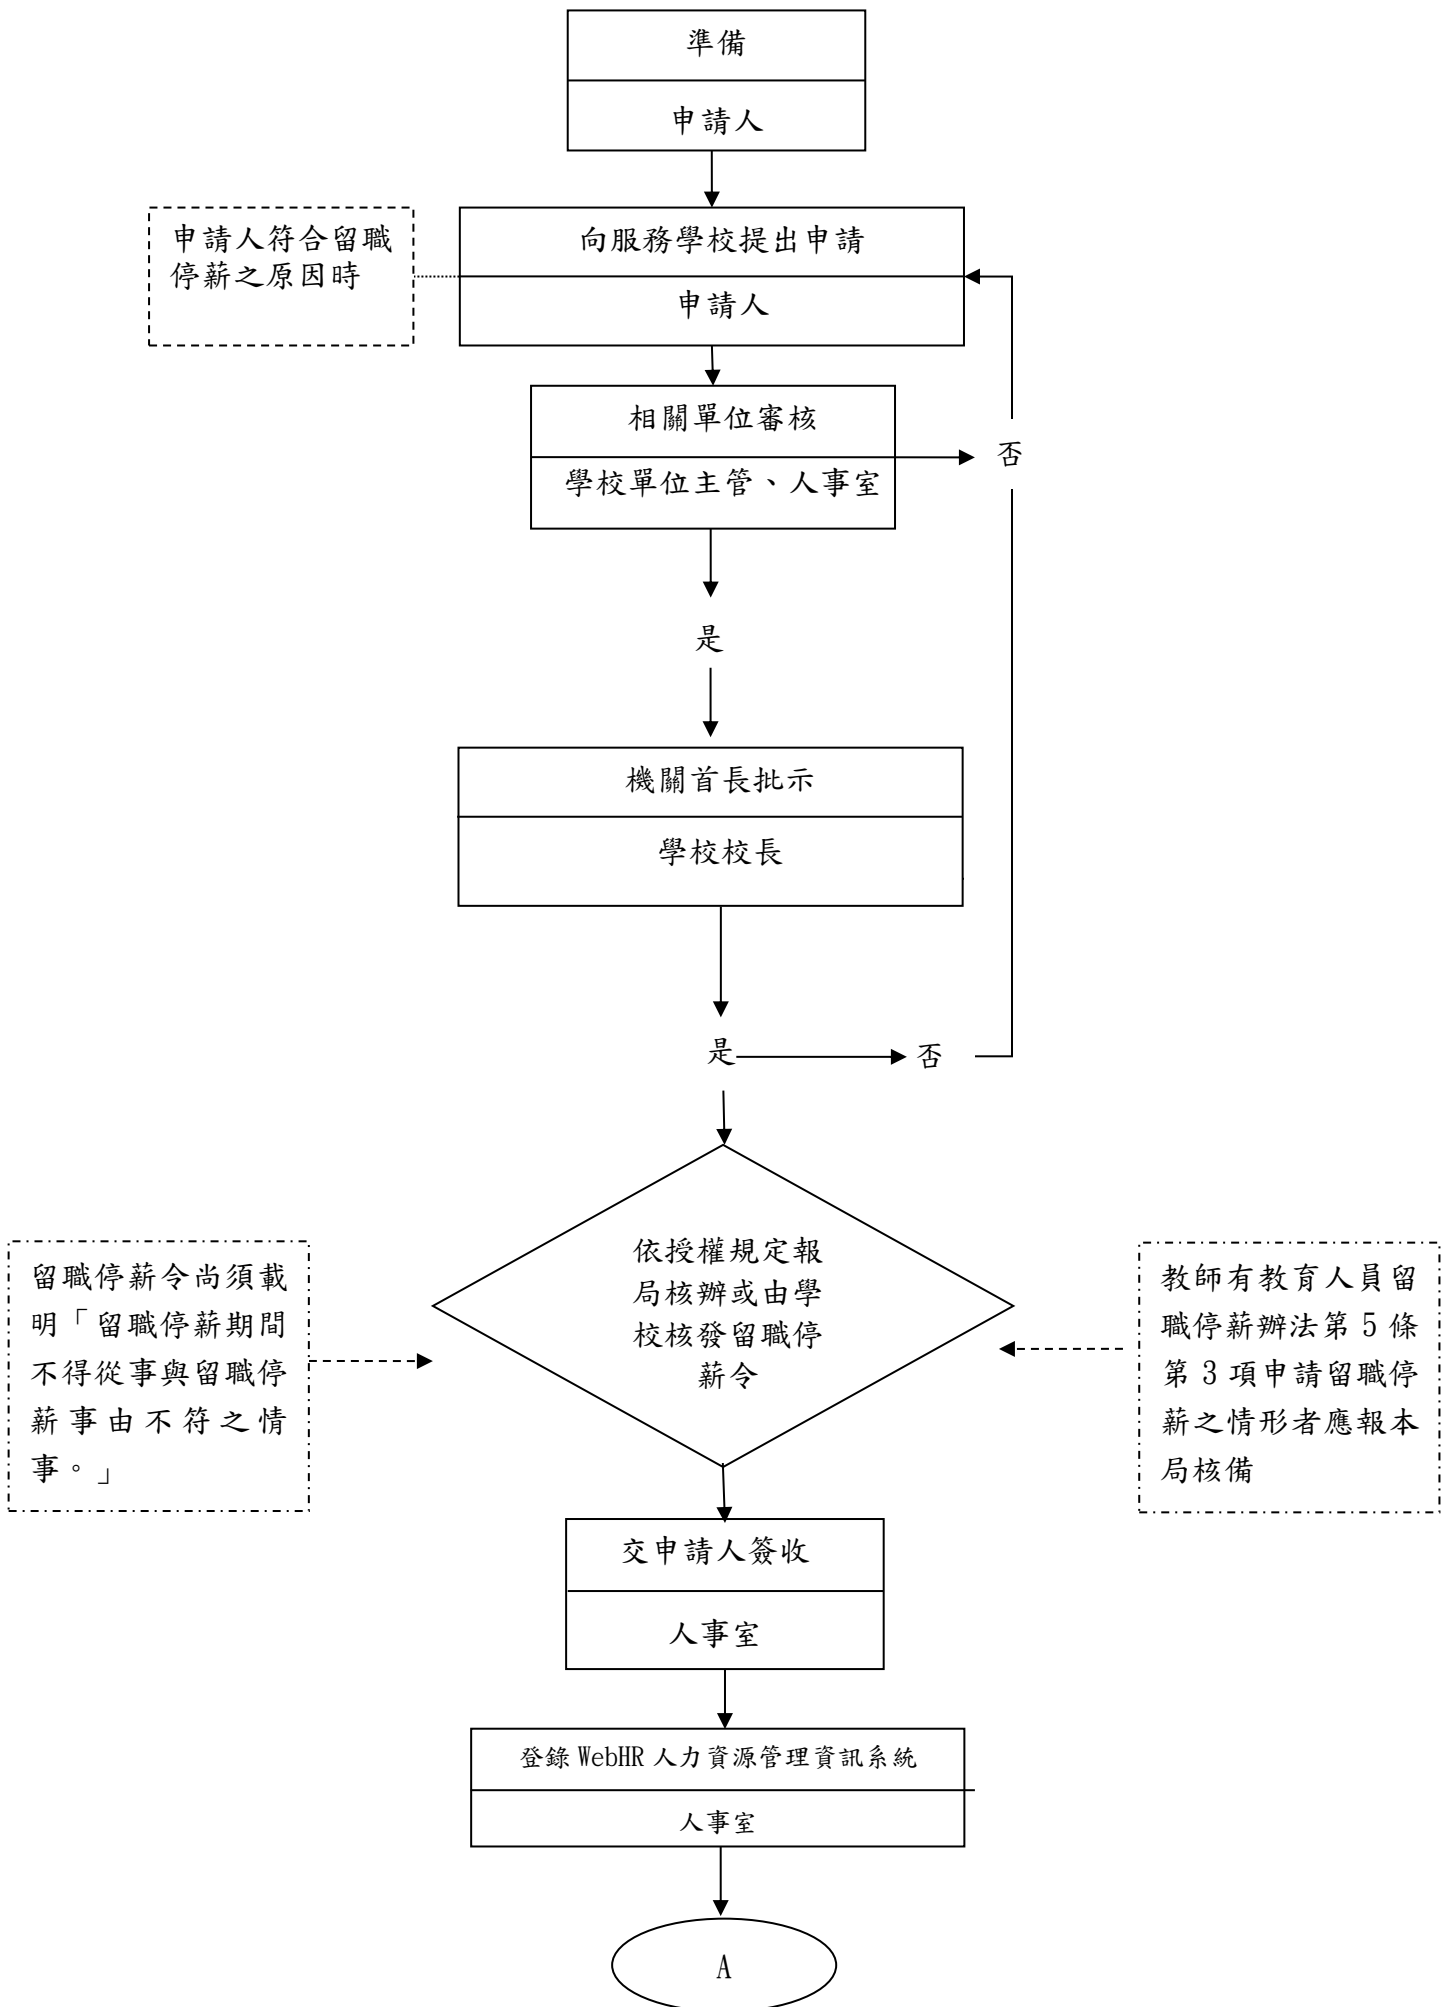 準備
申請人
申請人符合留職
停薪之原因時
向服務學校提出申請
申請人
相關單位審核
學校單位主管、人事室
否
是
機關首長批示
學校校長
是
否
依授權規定報
局核辦或由學
校核發留職停
薪令
留職停薪令尚須載
明「留職停薪期間
不得從事與留職停
薪事由不符之情
事。」
教師有教育人員留
職停薪辦法第 5 條
第 3 項申請留職停
薪之情形者應報本
局核備
交申請人簽收
人事室
登錄 WebHR 人力資源管理資訊系統
人事室
A